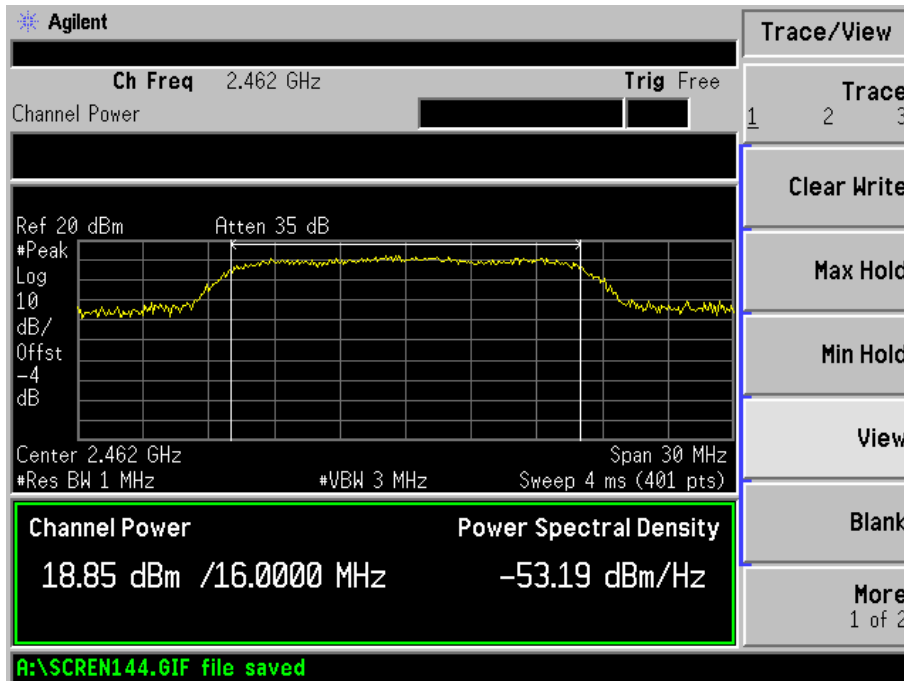 Agilent
Trace/View
Ch Freq 2.462 GHz Trig Free
Channel Power
Trace
1 2 3
Clear Write
Ref 20 dBm Atten 35 dB
#Peak
Log
10
dB/
Offst
-4
dB
Max Hold
Min Hold
View
Center 2.462 GHz Span 30 MHz
#Res BW 1 MHz #VBW 3 MHz Sweep 4 ms (401 pts)
Channel Power Power Spectral Density
18.85 dBm /16.0000 MHz -53.19 dBm/Hz
Blank
More
1 of 2
A:\SCREN144.GIF file saved